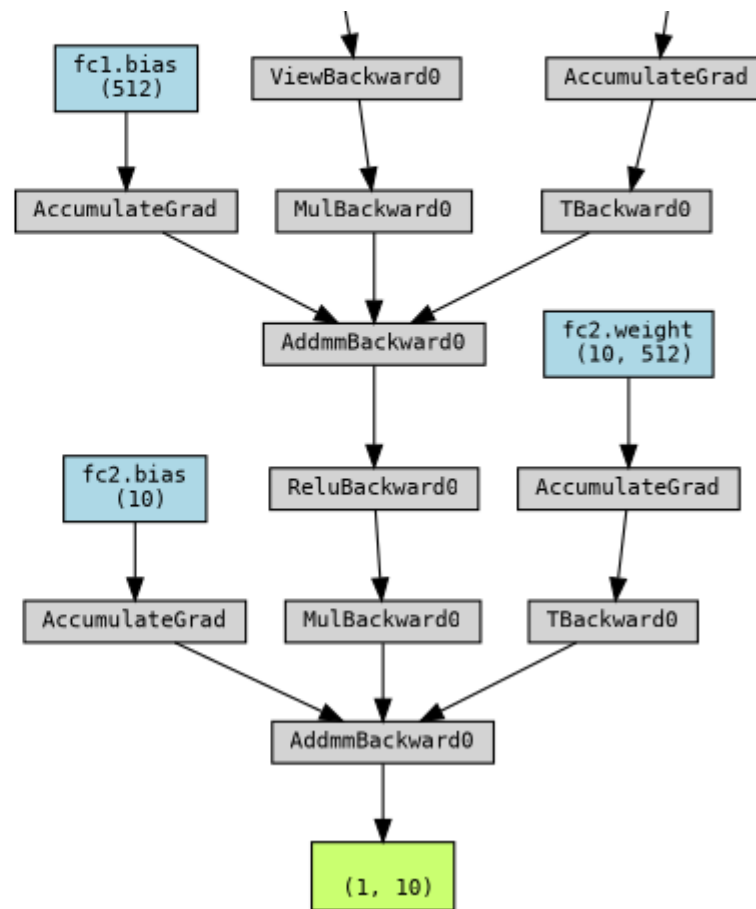 fc1.bias
(512)
ViewBackward0
AccumulateGrad
AccumulateGrad
MulBackward0
TBackward0
AddmmBackward0
fc2.weight
(10, 512)
fc2.bias
(10)
ReluBackward0
AccumulateGrad
AccumulateGrad
MulBackward0
TBackward0
AddmmBackward0
(1, 10)